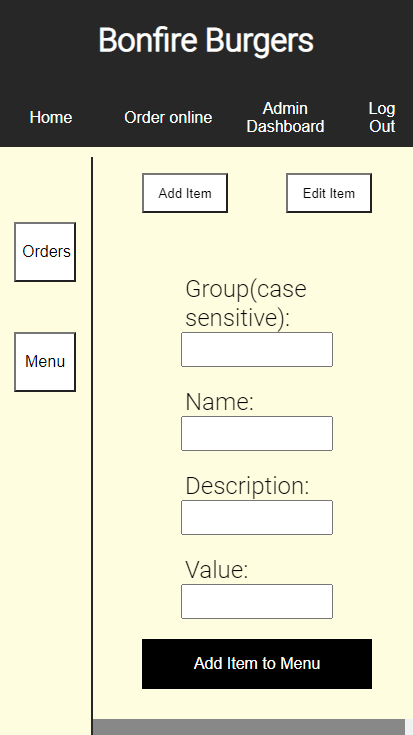 Bonfire Burgers
Home
Order online
Admin
Dashboard
Log
Out
Add Item
Edit Item
Orders
Menu
Group(case
sensitive):
Name:
Description:
Value:
Add Item to Menu